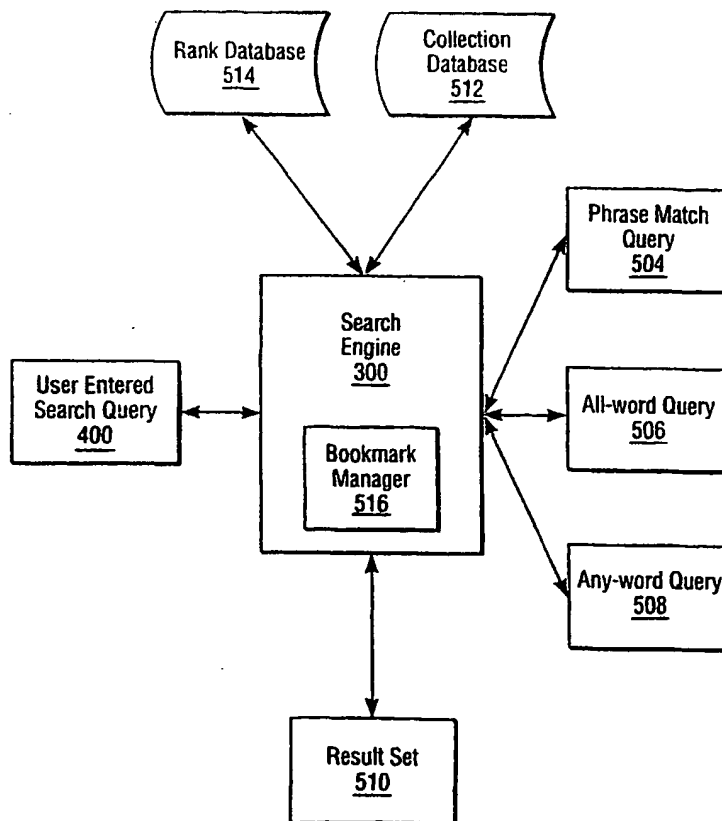 Rank Database
514
Collection
Database
512
Phrase Match
Query
504
Search
Engine
300
User Entered
Search Query
400
All-word Query
506
Bookmark
Manager
516
Any-word Query
508
Result Set
510